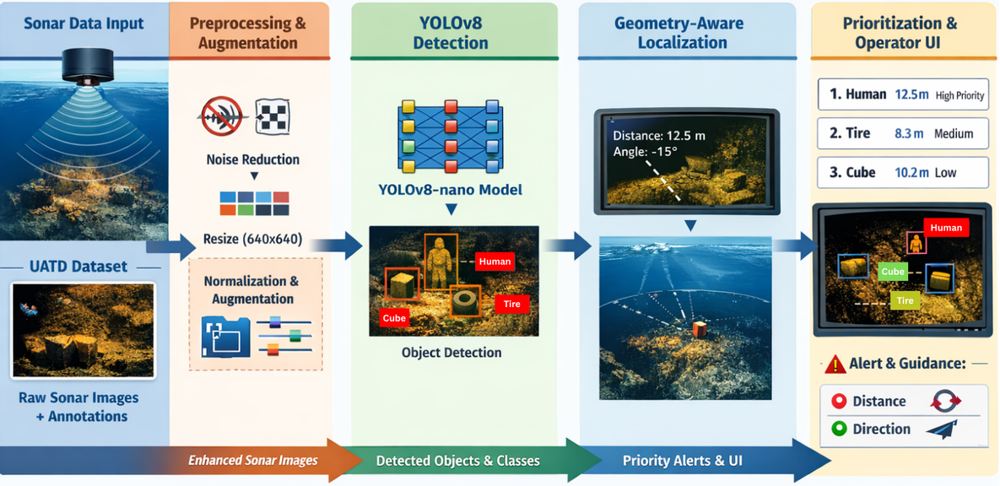 Sonar Data Input
UATD Dataset
Raw Sonar Images
+ Annotations
Preprocessing &
Augmentation
Noise Reduction
Resize (640x640)
Normalization &
Augmentation
Enhanced Sonar Images
YOLOv8
Detection
YOLOv8-nano Model
Human
Tire
Cube
Object Detection
Detected Objects & Classes
Geometry-Aware
Localization
Distance: 12.5 m
Angle: -15°
Priority Alerts & UI
Prioritization &
Operator UI
1. Human 12.5m High Priority
2. Tire 8.3 m Medium
3. Cube 10.2 m Low
Human
Cube
Tire
Alert & Guidance:
Distance
Direction